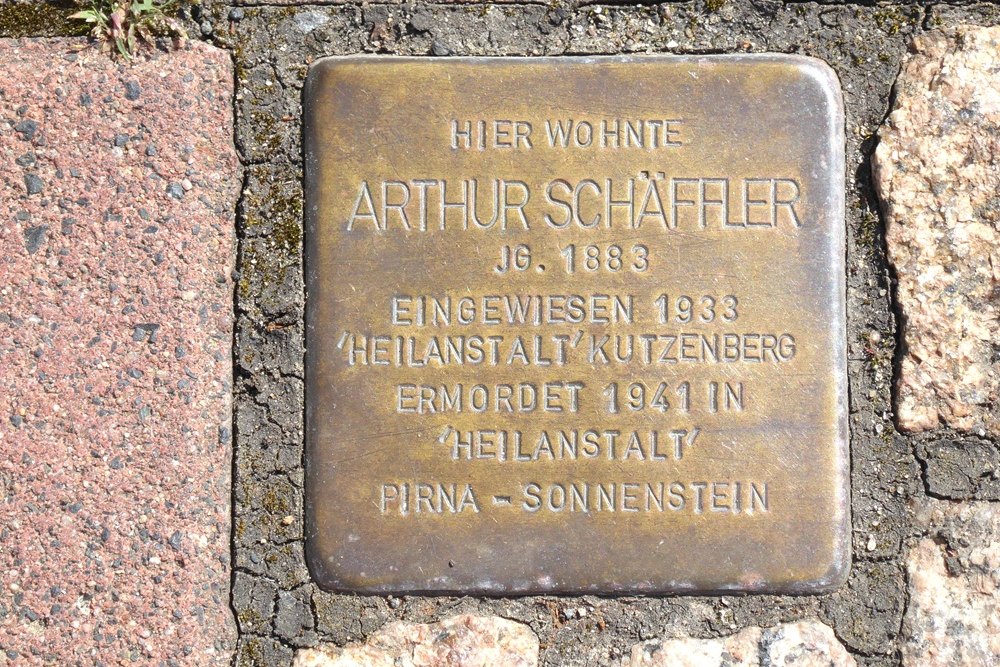 HIER WOHNTE
ARTHUR SCHÄFFLER
JG. 1883
EINGEWIESEN 1933
'HEILANSTALT' KUTZENBERG
ERMORDET 1941 IN
'HEILANSTALT'
PIRNA - SONNENSTEIN